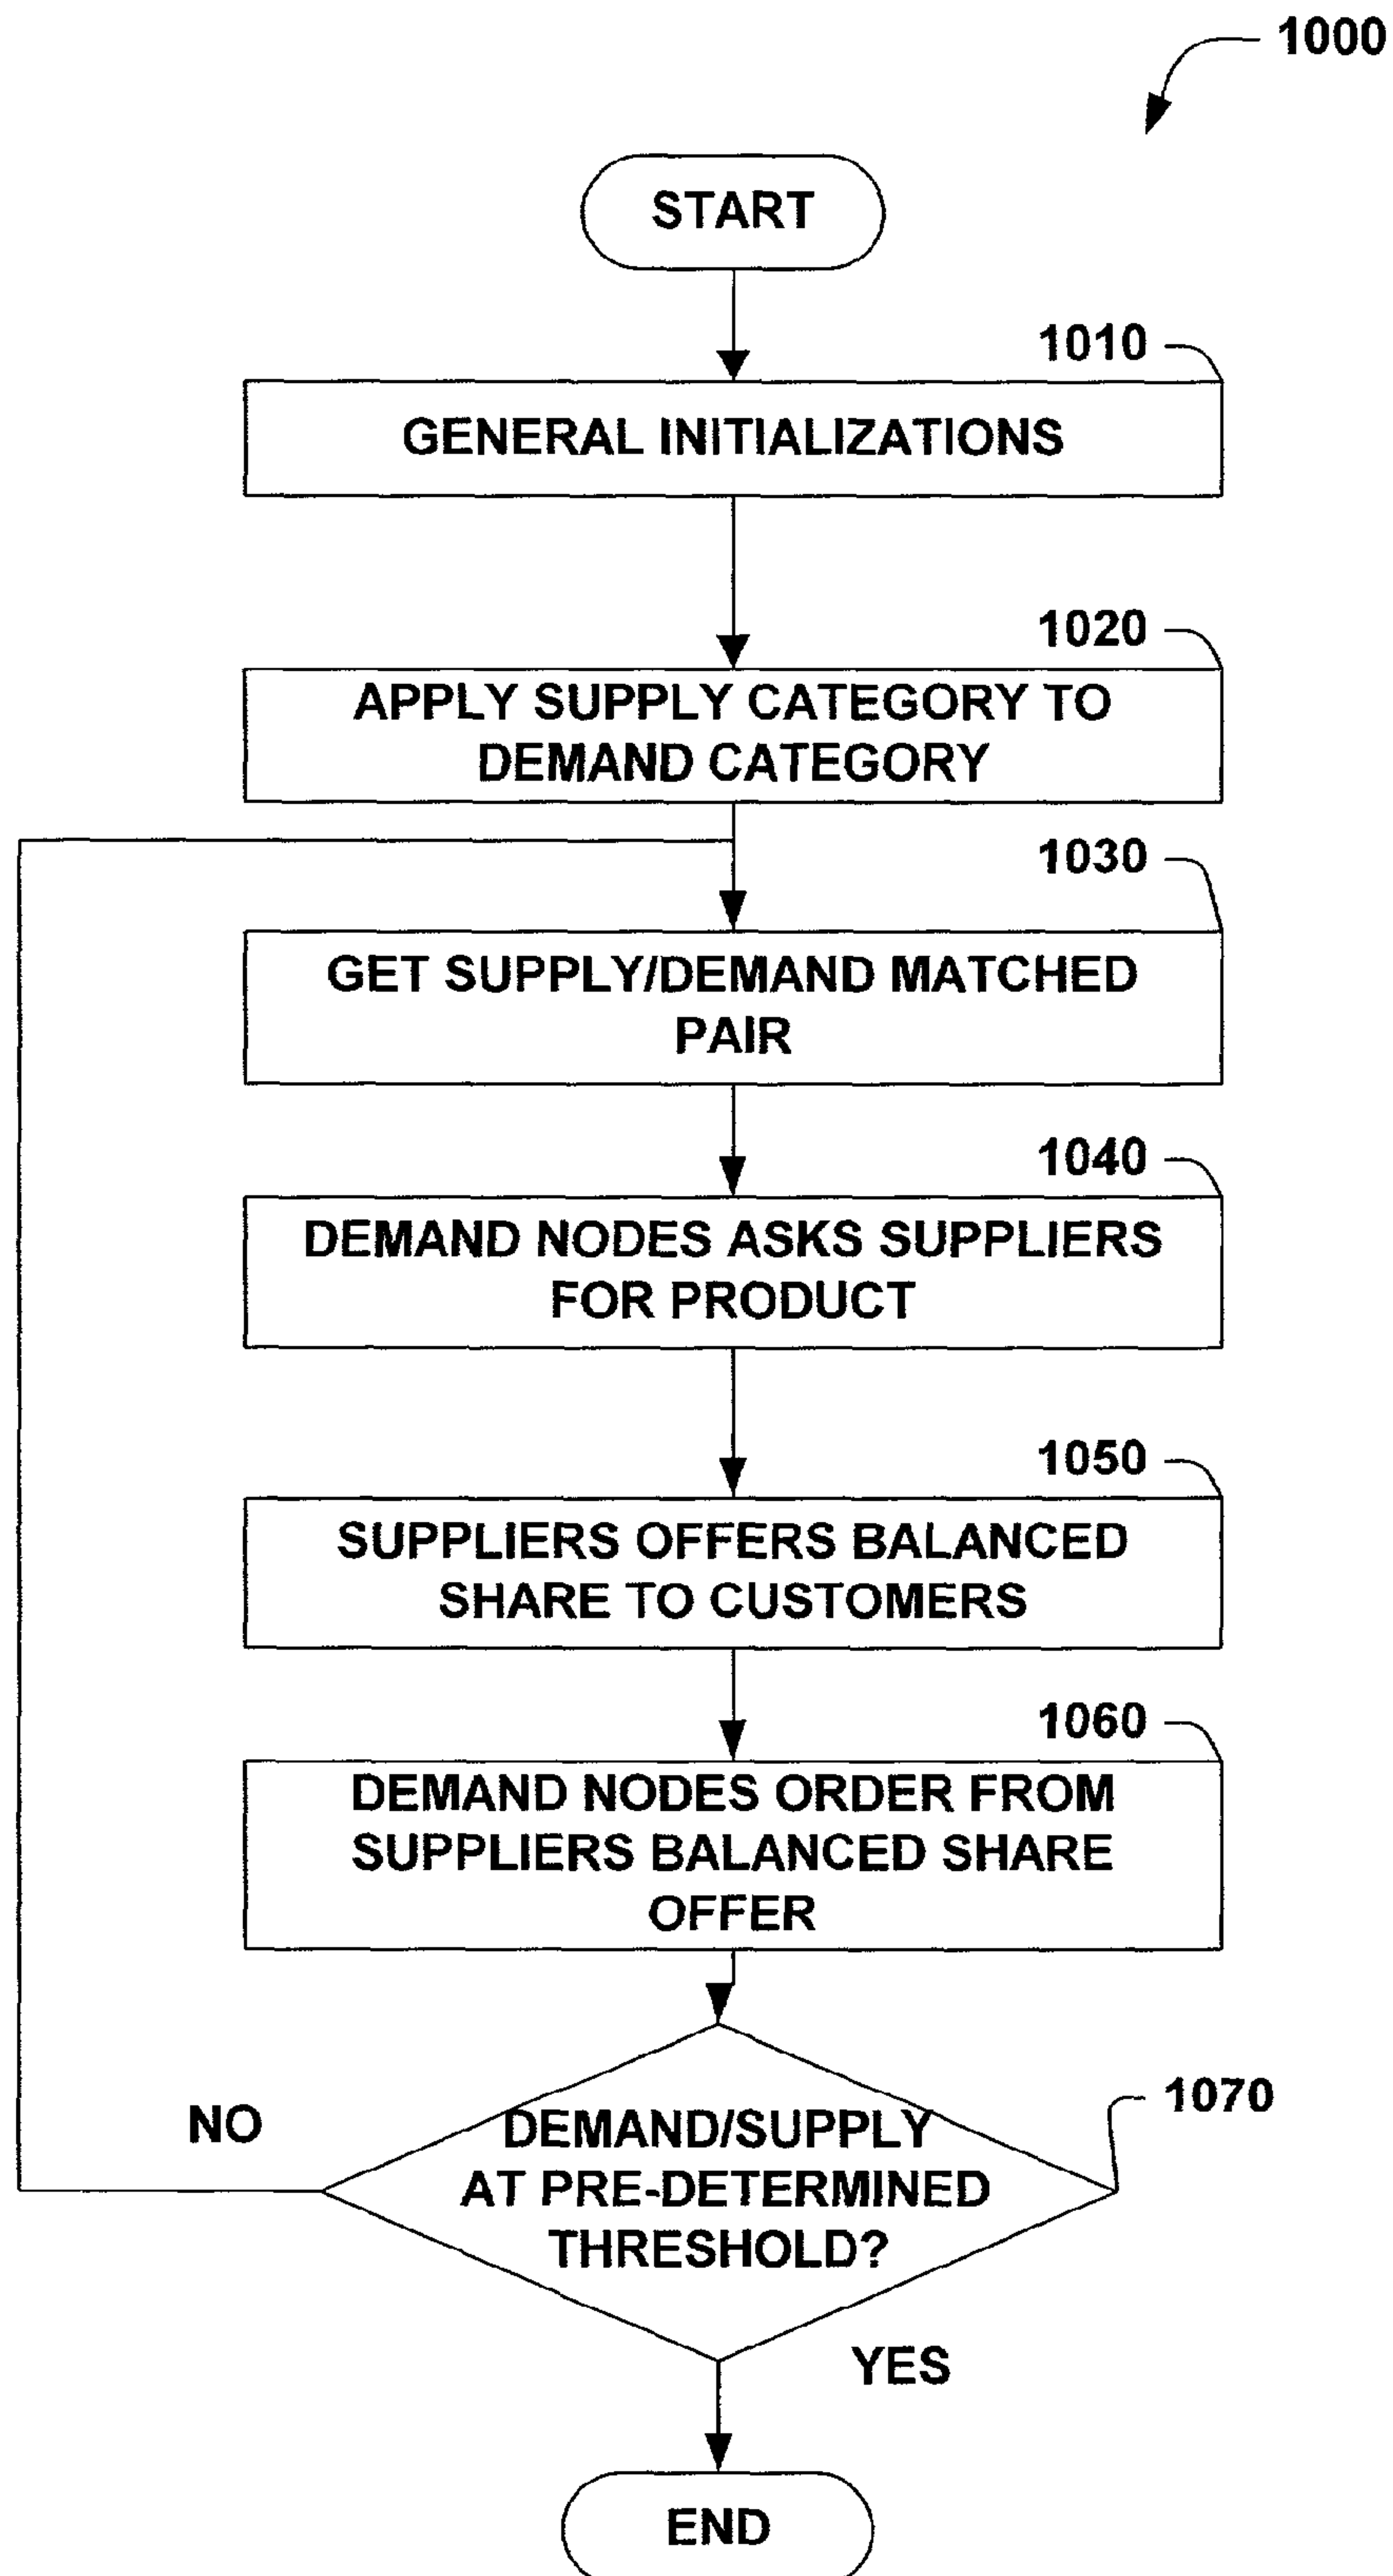 1000
START
1010
GENERAL INITIALIZATIONS
1020
APPLY SUPPLY CATEGORY TO
DEMAND CATEGORY
1030
GET SUPPLY/DEMAND MATCHED
PAIR
1040
DEMAND NODES ASKS SUPPLIERS
FOR PRODUCT
1050
SUPPLIERS OFFERS BALANCED
SHARE TO CUSTOMERS
1060
DEMAND NODES ORDER FROM
SUPPLIERS BALANCED SHARE
OFFER
1070
NO
DEMAND/SUPPLY
AT PRE-DETERMINED
THRESHOLD?
YES
END